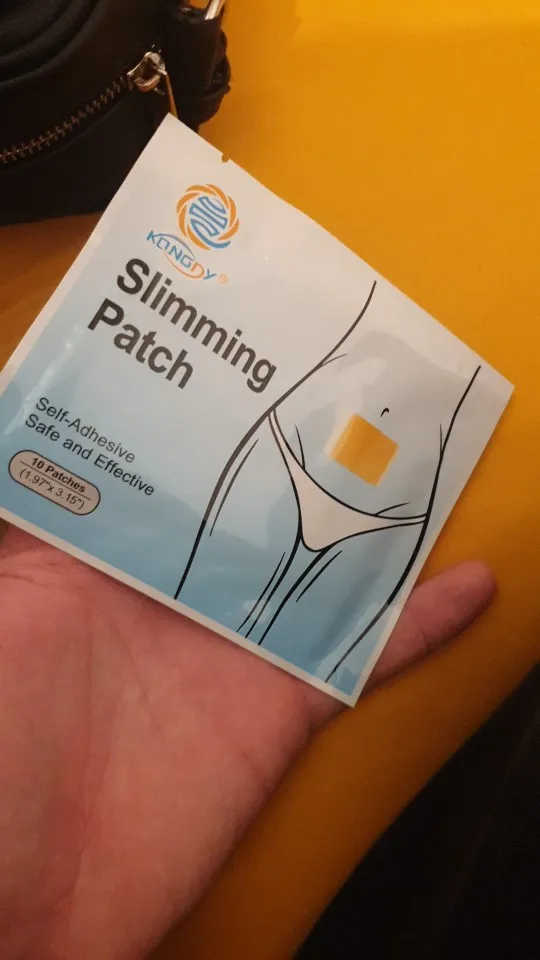 KONGDY®
Slimming
Patch
Self-Adhesive
Safe and Effective
10 Patches
(1.97"x 3.15")